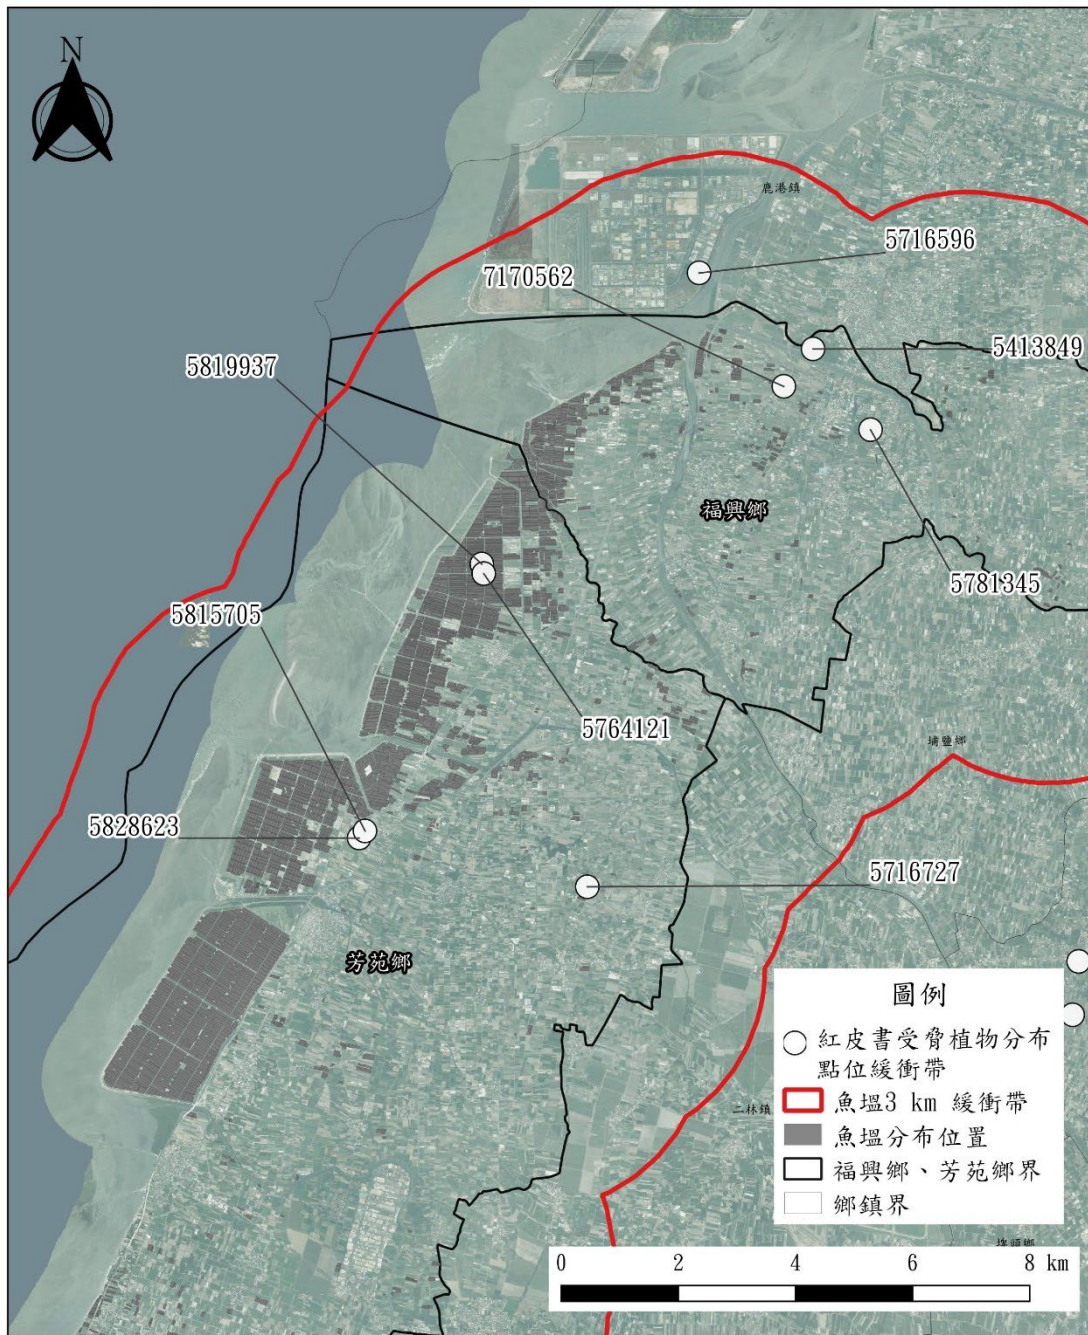 N
鹿港鎮
5716596
7170562
5413849
5819937
福興鄉
5781345
5815705
5764121
埔鹽鄉
5828623
5716727
芳苑鄉
圖例
紅皮書受脅植物分布
點位緩衝帶
魚塭3 km 緩衝帶
魚塭分布位置
福興鄉、芳苑鄉界
鄉鎮界
二林鎮
埤頭鄉
0 2 4 6 8 km